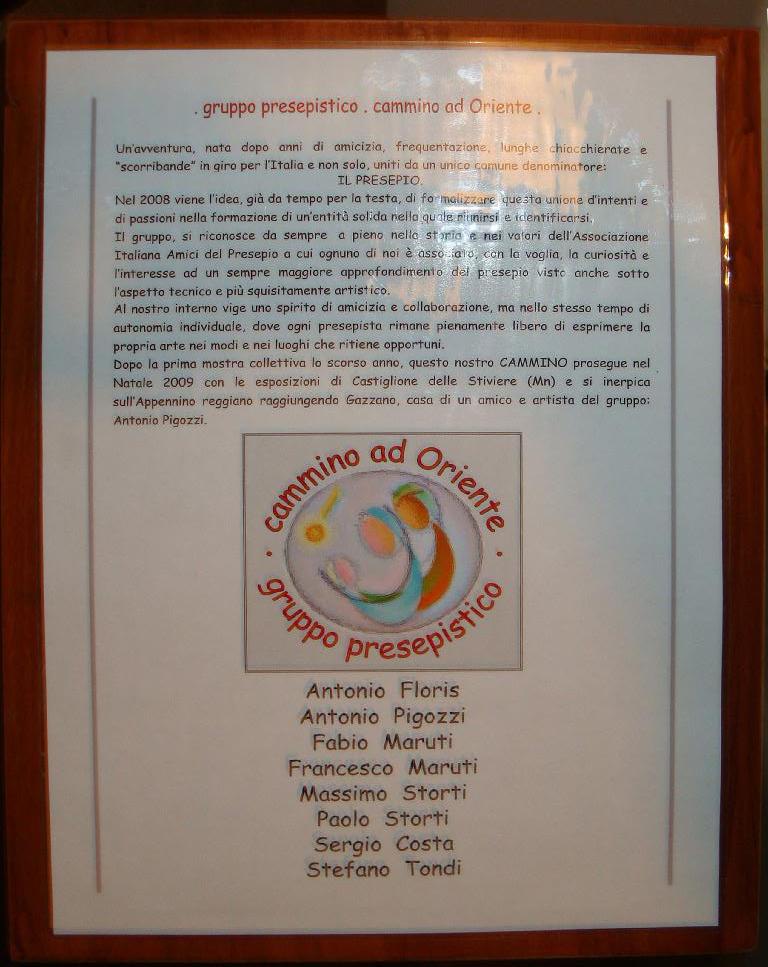 . gruppo presepistico . cammino ad Oriente .
Un'avventura, nata dopo anni di amicizia, frequentazione, lunghe chiacchierate e
"scorribande" in giro per l'Italia e non solo, uniti da un unico comune denominatore:
IL PRESEPIO.
Nel 2008 viene l'idea, già da tempo per la testa, di formalizzare questa unione d'intenti e
di passioni nella formazione di un'entità solida nella quale riunirsi e identificarsi.
Il gruppo, si riconosce da sempre a pieno nella storia e nei valori dell'Associazione
Italiana Amici del Presepio a cui ognuno di noi è associato, con la voglia, la curiosità e
l'interesse ad un sempre maggiore approfondimento del presepio visto anche sotto
l'aspetto tecnico e più squisitamente artistico.
Al nostro interno vige uno spirito di amicizia e collaborazione, ma nello stesso tempo di
autonomia individuale, dove ogni presepista rimane pienamente libero di esprimere la
propria arte nei modi e nei luoghi che ritiene opportuni.
Dopo la prima mostra collettiva lo scorso anno, questo nostro CAMMINO prosegue nel
Natale 2009 con le esposizioni di Castiglione delle Stiviere (Mn) e si inerpica
sull'Appennino reggiano raggiungendo Gazzano, casa di un amico e artista del gruppo:
Antonio Pigozzi.
cammino ad Oriente
gruppo presepistico
Antonio Floris
Antonio Pigozzi
Fabio Maruti
Francesco Maruti
Massimo Storti
Paolo Storti
Sergio Costa
Stefano Tondi